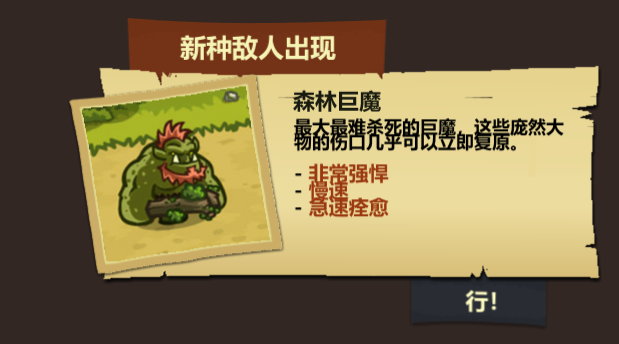 新种敌人出现
森林巨魔
最大最难杀死的巨魔，这些庞然大
物的伤口几乎可以立即复原。
- 非常强悍
- 慢速
- 急速痊愈
行！